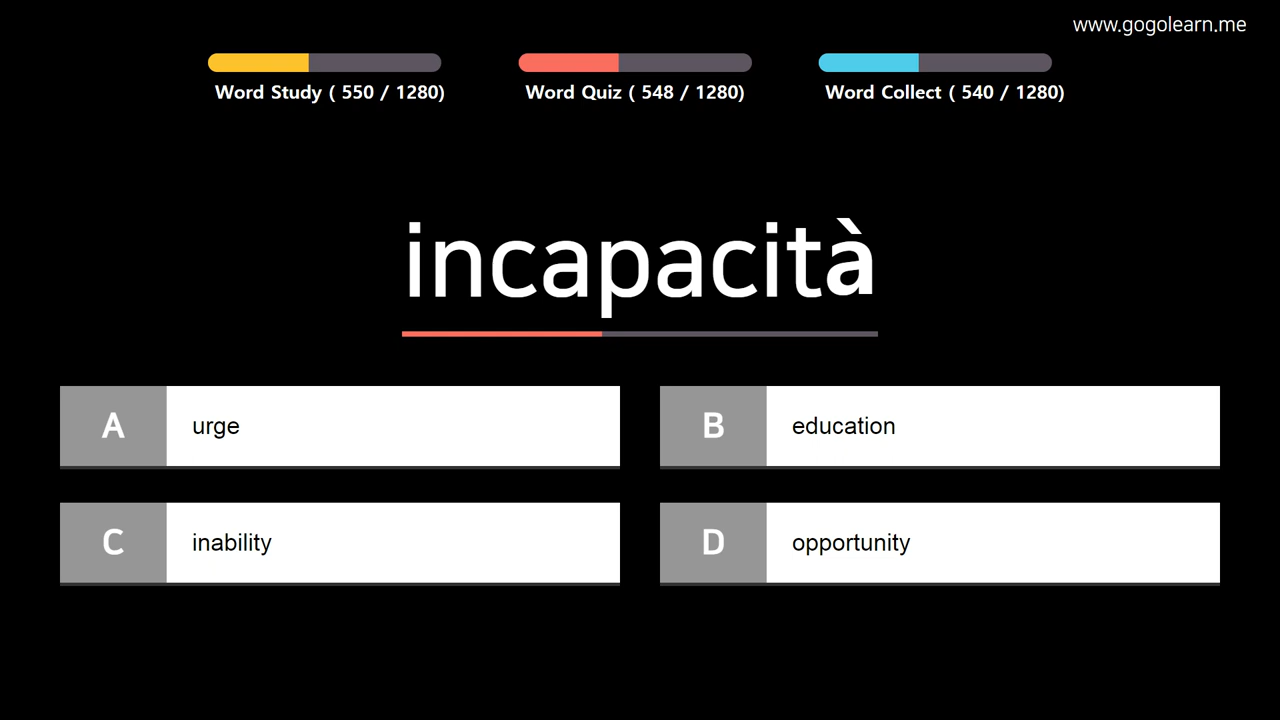 www.gogolearn.me
Word Study ( 550 / 1280)
Word Quiz ( 548 / 1280)
Word Collect ( 540 / 1280)
incapacità
A urge
B education
C inability
D opportunity